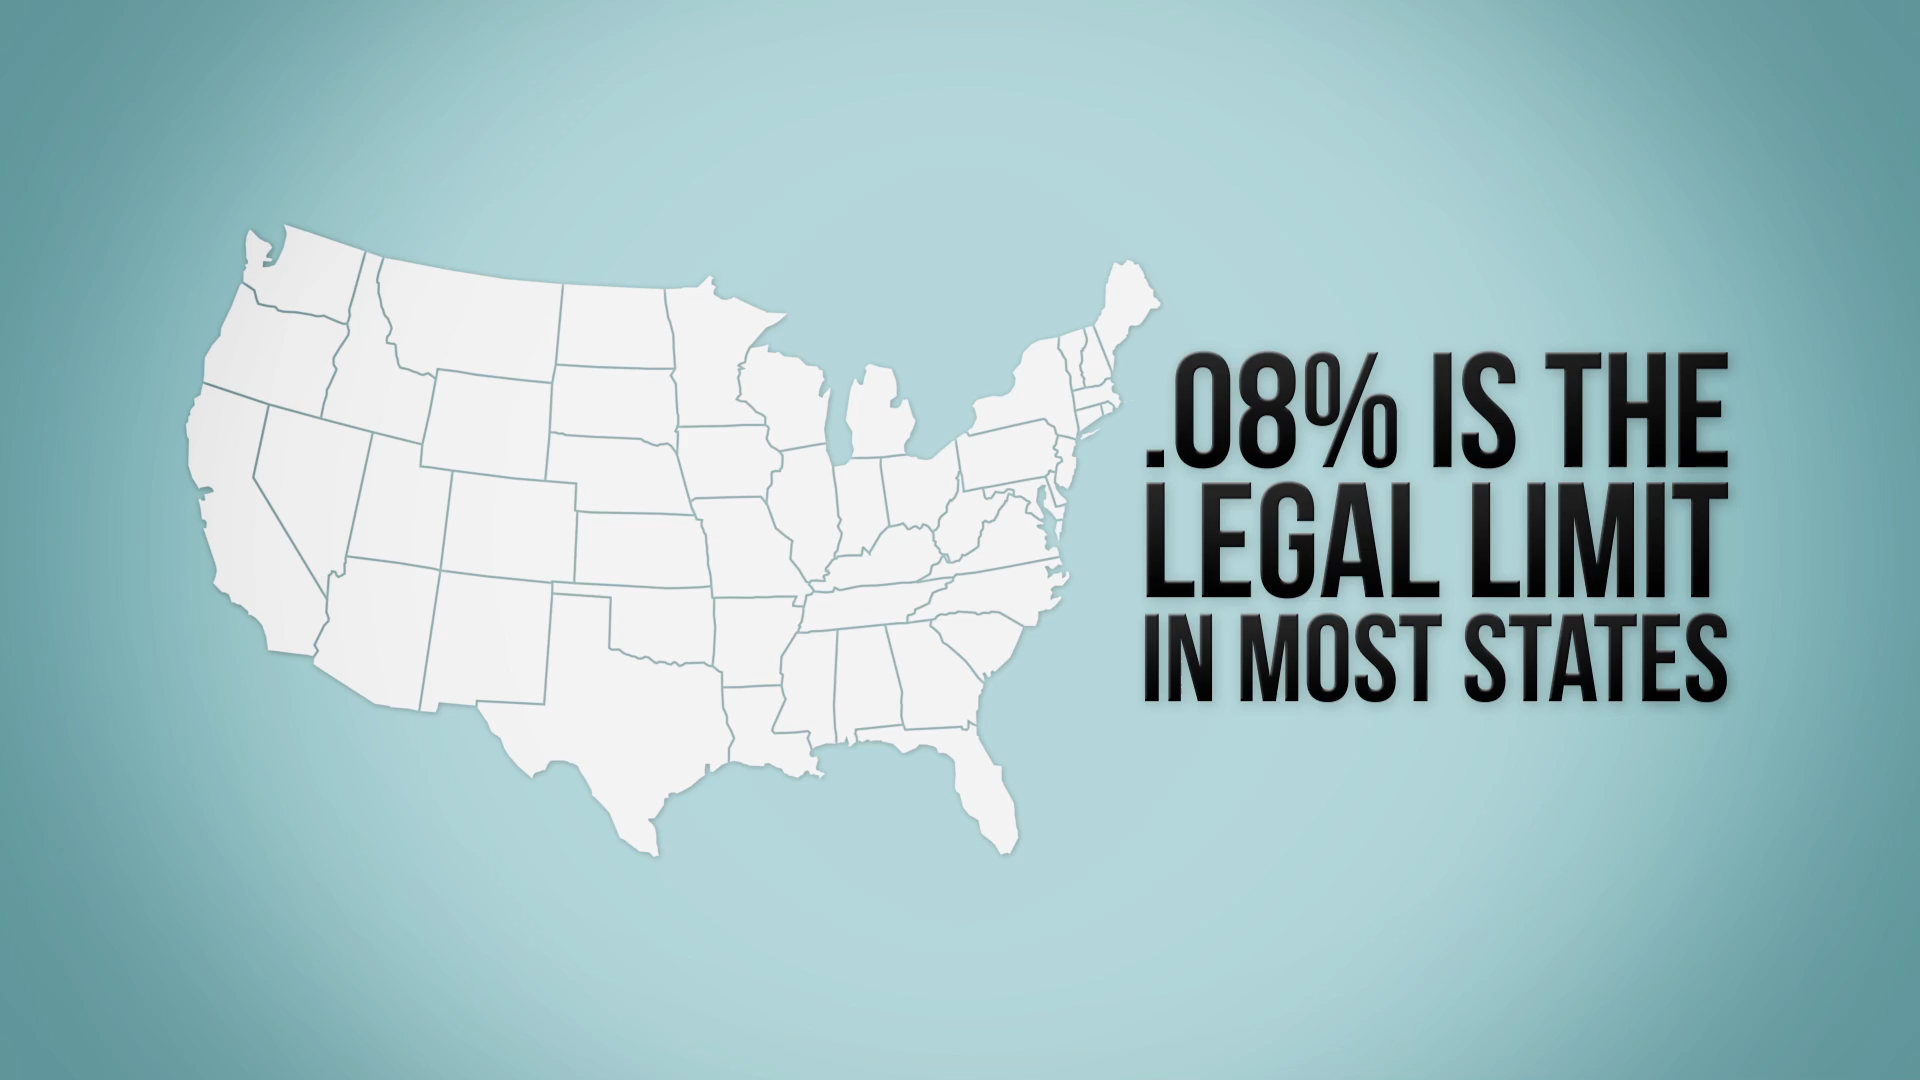 .08% IS THE
LEGAL LIMIT
IN MOST STATES